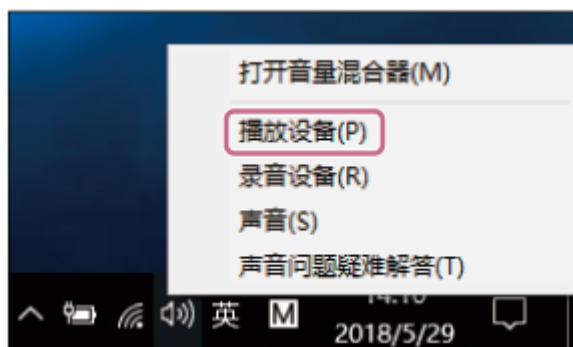 打开音量混合器(M)
播放设备(P)
录音设备(R)
声音(S)
声音问题疑难解答(T)
英 M
2018/5/29